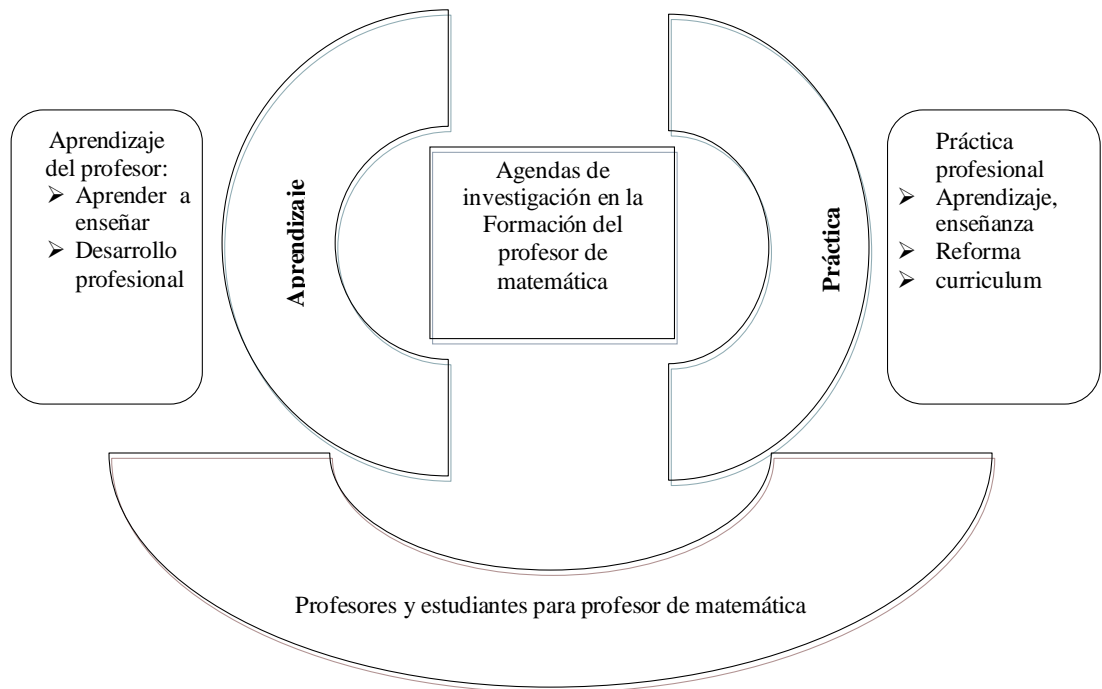 Aprendizaje
del profesor:
➢ Aprender a
enseñar
➢ Desarrollo
profesional
Aprendizaje
Agendas de
investigación en la
Formación del
profesor de
matemática
Práctica
Práctica
profesional
➢ Aprendizaje,
enseñanza
➢ Reforma
➢ curriculum
Profesores y estudiantes para profesor de matemática